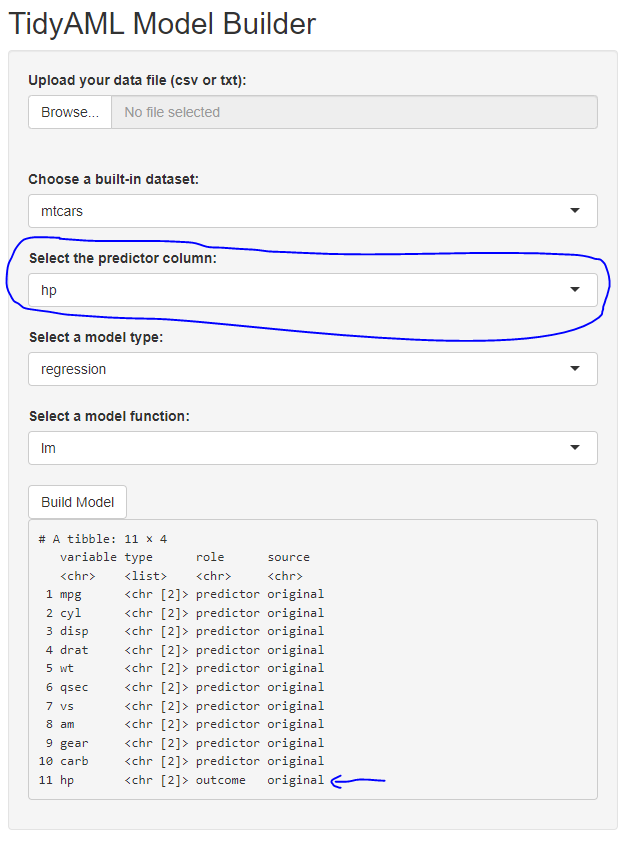 TidyAML Model Builder
Upload your data file (csv or txt):
Browse... No file selected
Choose a built-in dataset:
mtcars
Select the predictor column:
hp
Select a model type:
regression
Select a model function:
lm
Build Model
# A tibble: 11 × 4
variable type role source
<chr> <list> <chr> <chr>
1 mpg <chr [2]> predictor original
2 cyl <chr [2]> predictor original
3 disp <chr [2]> predictor original
4 drat <chr [2]> predictor original
5 wt <chr [2]> predictor original
6 qsec <chr [2]> predictor original
7 vs <chr [2]> predictor original
8 am <chr [2]> predictor original
9 gear <chr [2]> predictor original
10 carb <chr [2]> predictor original
11 hp <chr [2]> outcome original